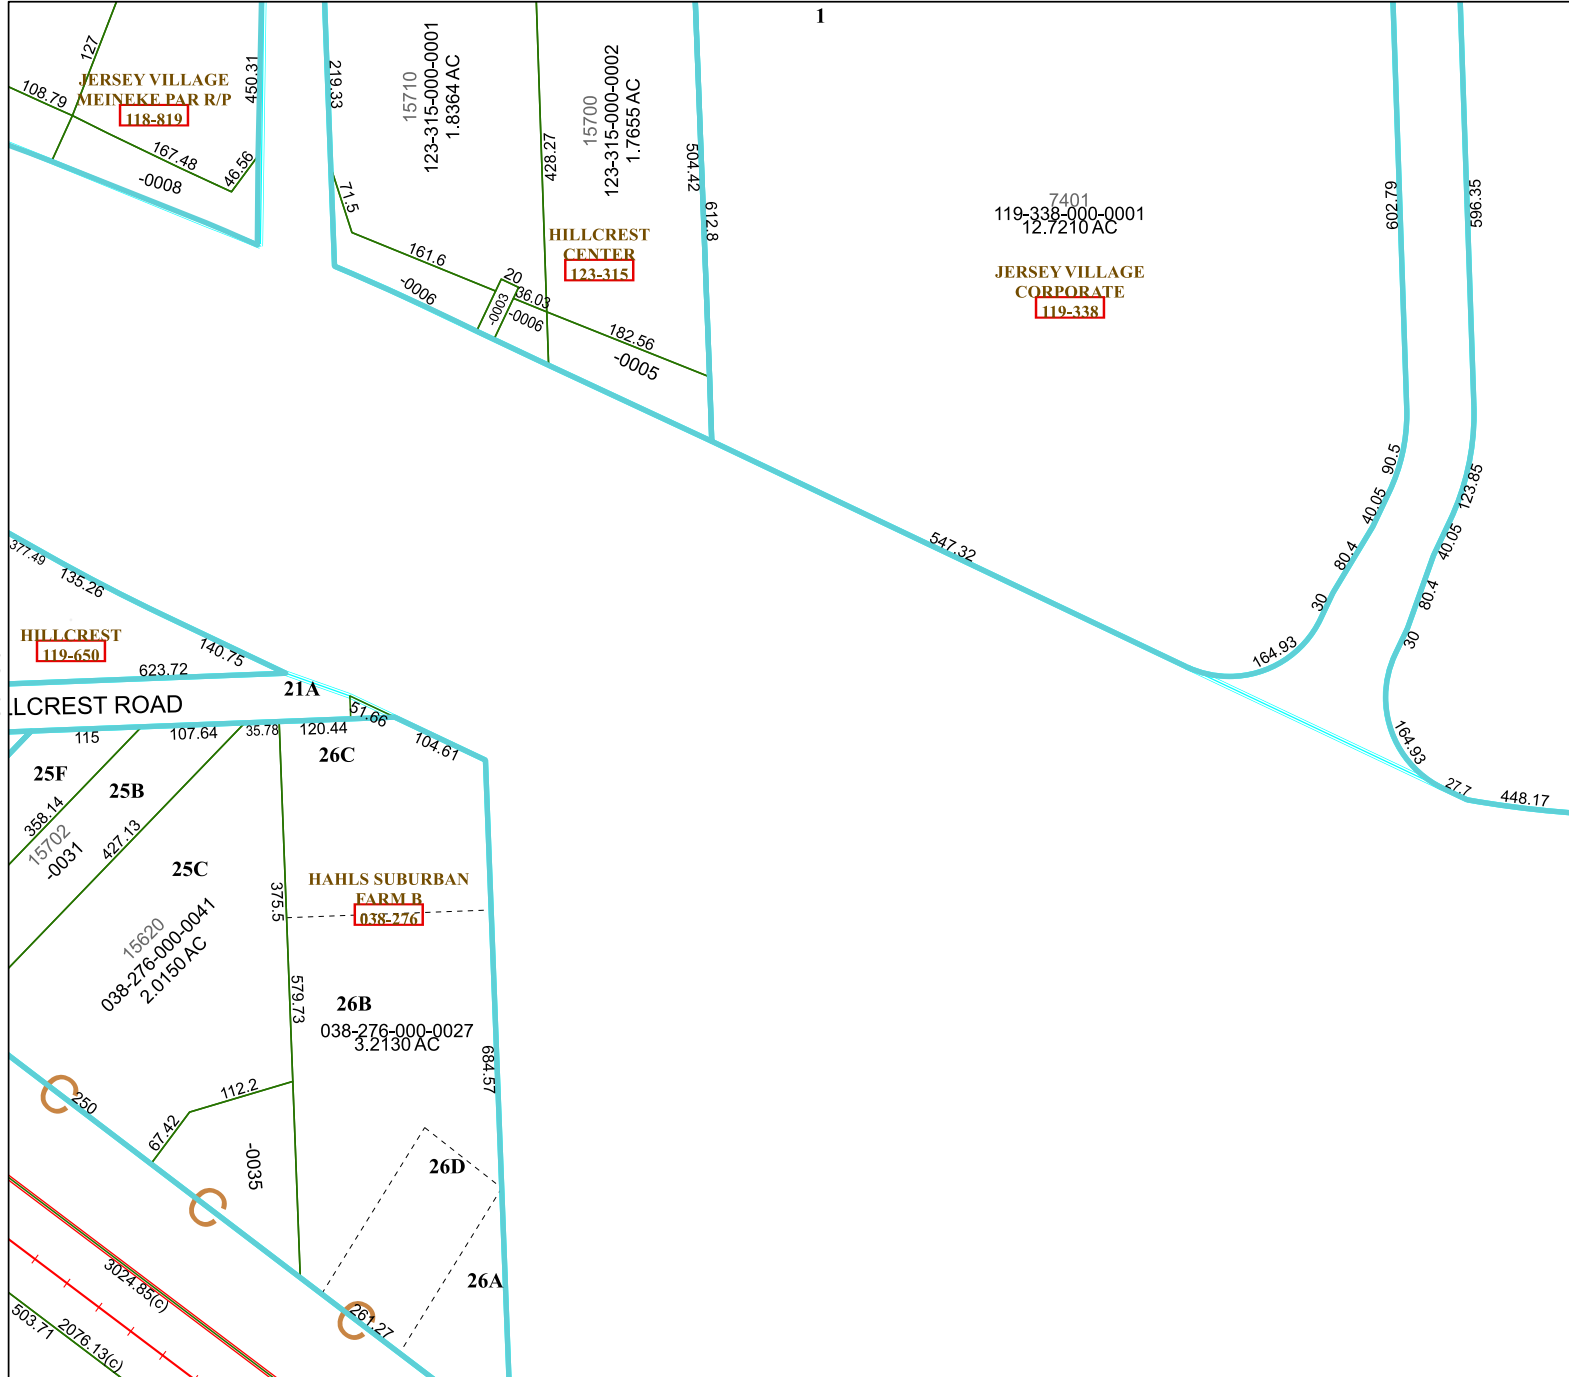 1
127
108.79
JERSEY VILLAGE
MEINEKE PAR R/P
118-819
450.31
167.48
46.56
-0008
219.33
15710
123-315-000-0001
1.8364 AC
71.5
161.6
-0006
428.27
15700
123-315-000-0002
1.7655 AC
HILLCREST
CENTER
123-315
20
36.03
-0003
-0006
182.56
-0005
504.42
612.8
7401
119-338-000-0001
12.7210 AC
JERSEY VILLAGE
CORPORATE
119-338
602.79
596.35
90.5
40.05
80.4
30
164.93
123.85
40.05
80.4
30
164.93
27.7
448.17
547.32
377.49
135.26
HILLCREST
119-650
140.75
623.72
21A
LLCREST ROAD
51.66
115
107.64
35.78
120.44
104.61
26C
25F
25B
358.14
15702
-0031
427.13
25C
15620
038-276-000-0041
2.0150 AC
375.5
HAHLS SUBURBAN
FARM B
038-276
579.73
26B
038-276-000-0027
3.2130 AC
684.57
250
112.2
67.42
-0035
26D
26A
261.27
3024.85(c)
503.71
2076.13(c)